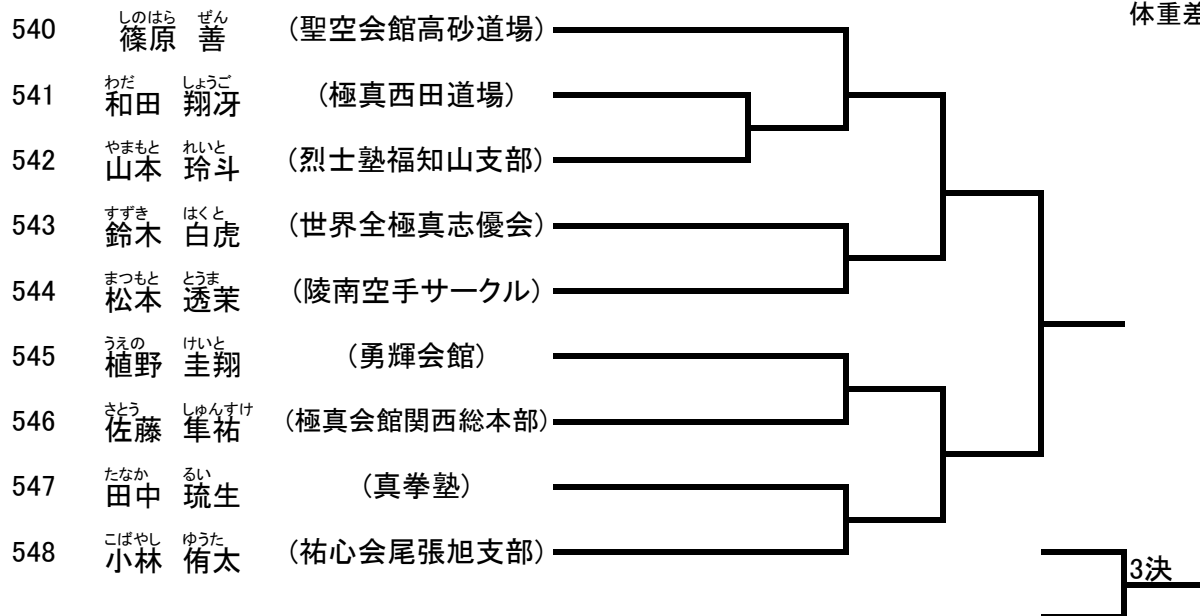 体重差
しのはら ぜん
540 篠原 善 (聖空会館高砂道場)
わだ しょうご
541 和田 翔冴 (極真西田道場)
やまもと れいと
542 山本 玲斗 (烈士塾福知山支部)
すずき はくと
543 鈴木 白虎 (世界全極真志優会)
まつもと とうま
544 松本 透茉 (陵南空手サークル)
うえの けいと
545 植野 圭翔 (勇輝会館)
さとう しゅんすけ
546 佐藤 隼祐 (極真会館関西総本部)
たなか るい
547 田中 琉生 (真拳塾)
こばやし ゆうた
548 小林 侑太 (祐心会尾張旭支部)
3決